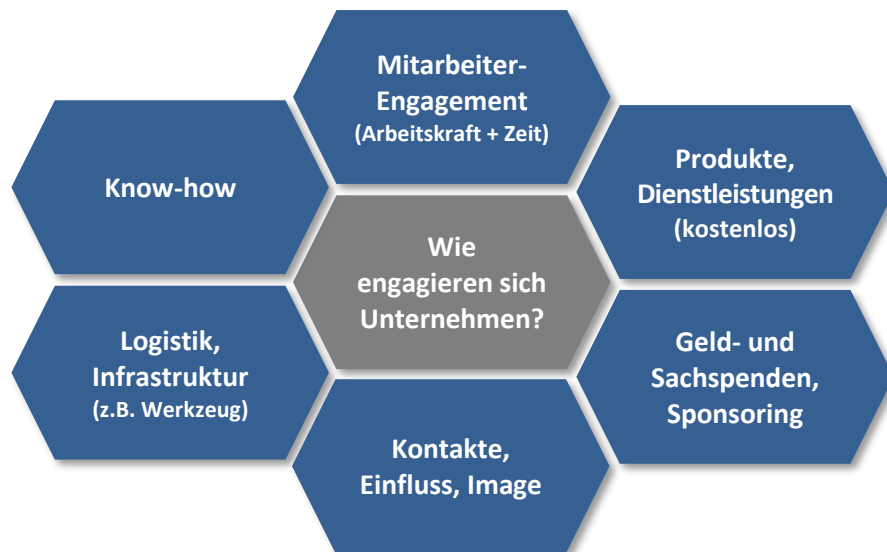 Mitarbeiter-
Engagement
(Arbeitskraft + Zeit)
Know-how
Produkte,
Dienstleistungen
(kostenlos)
Wie
engagieren sich
Unternehmen?
Logistik,
Infrastruktur
(z.B. Werkzeug)
Geld- und
Sachspenden,
Sponsoring
Kontakte,
Einfluss, Image